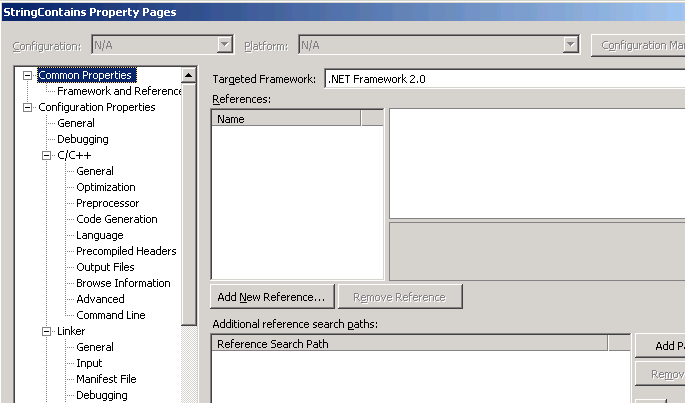 StringContains Property Pages
Configuration: N/A Platform: N/A Configuration Ma
Common Properties
Framework and Reference
Configuration Properties
General
Debugging
C/C++
General
Optimization
Preprocessor
Code Generation
Language
Precompiled Headers
Output Files
Browse Information
Advanced
Command Line
Linker
General
Input
Manifest File
Debugging
Targeted Framework: .NET Framework 2.0
References:
Name
Add New Reference...
Remove Reference
Additional reference search paths:
Reference Search Path
Add P
Remov